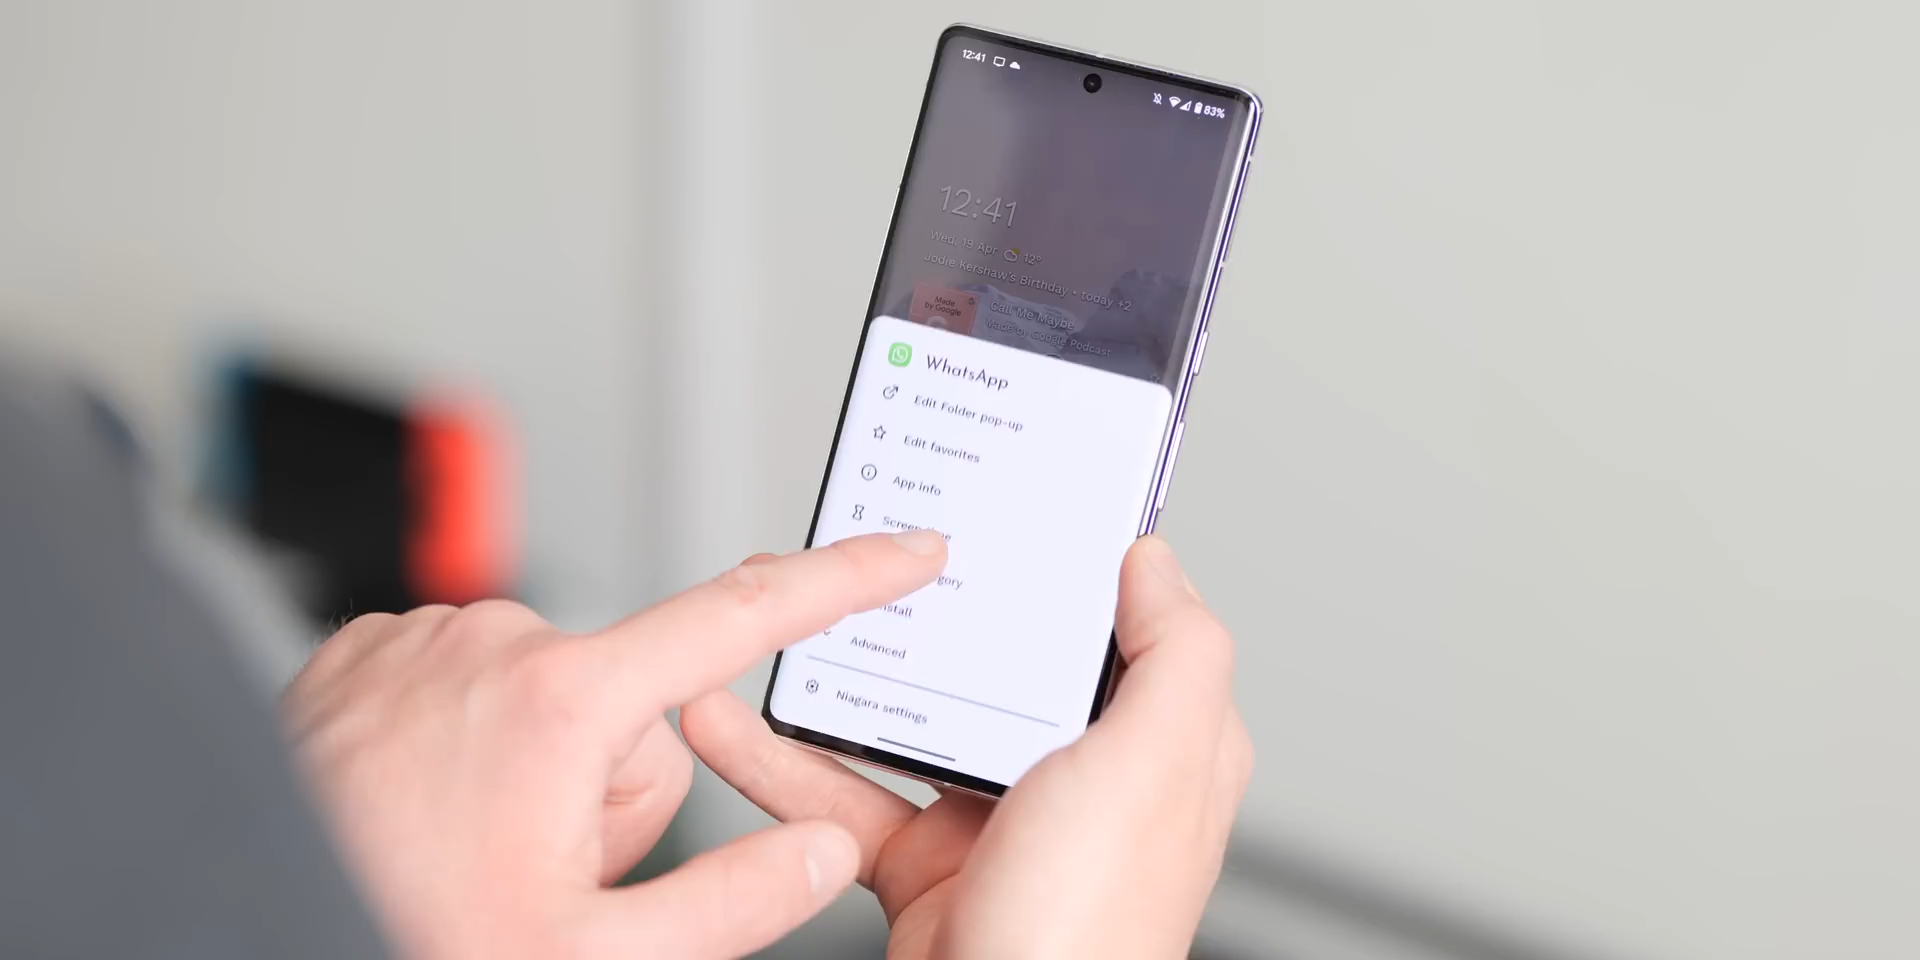 12:41
83%
12:41
Wed, 19 Apr 12°
Jodie Kershaw's Birthday • today +2
Made
by Google
Call Me Maybe
Made by Google Podcast
WhatsApp
Edit Folder pop-up
Edit favorites
App info
Screen
Advanced
Niagara settings